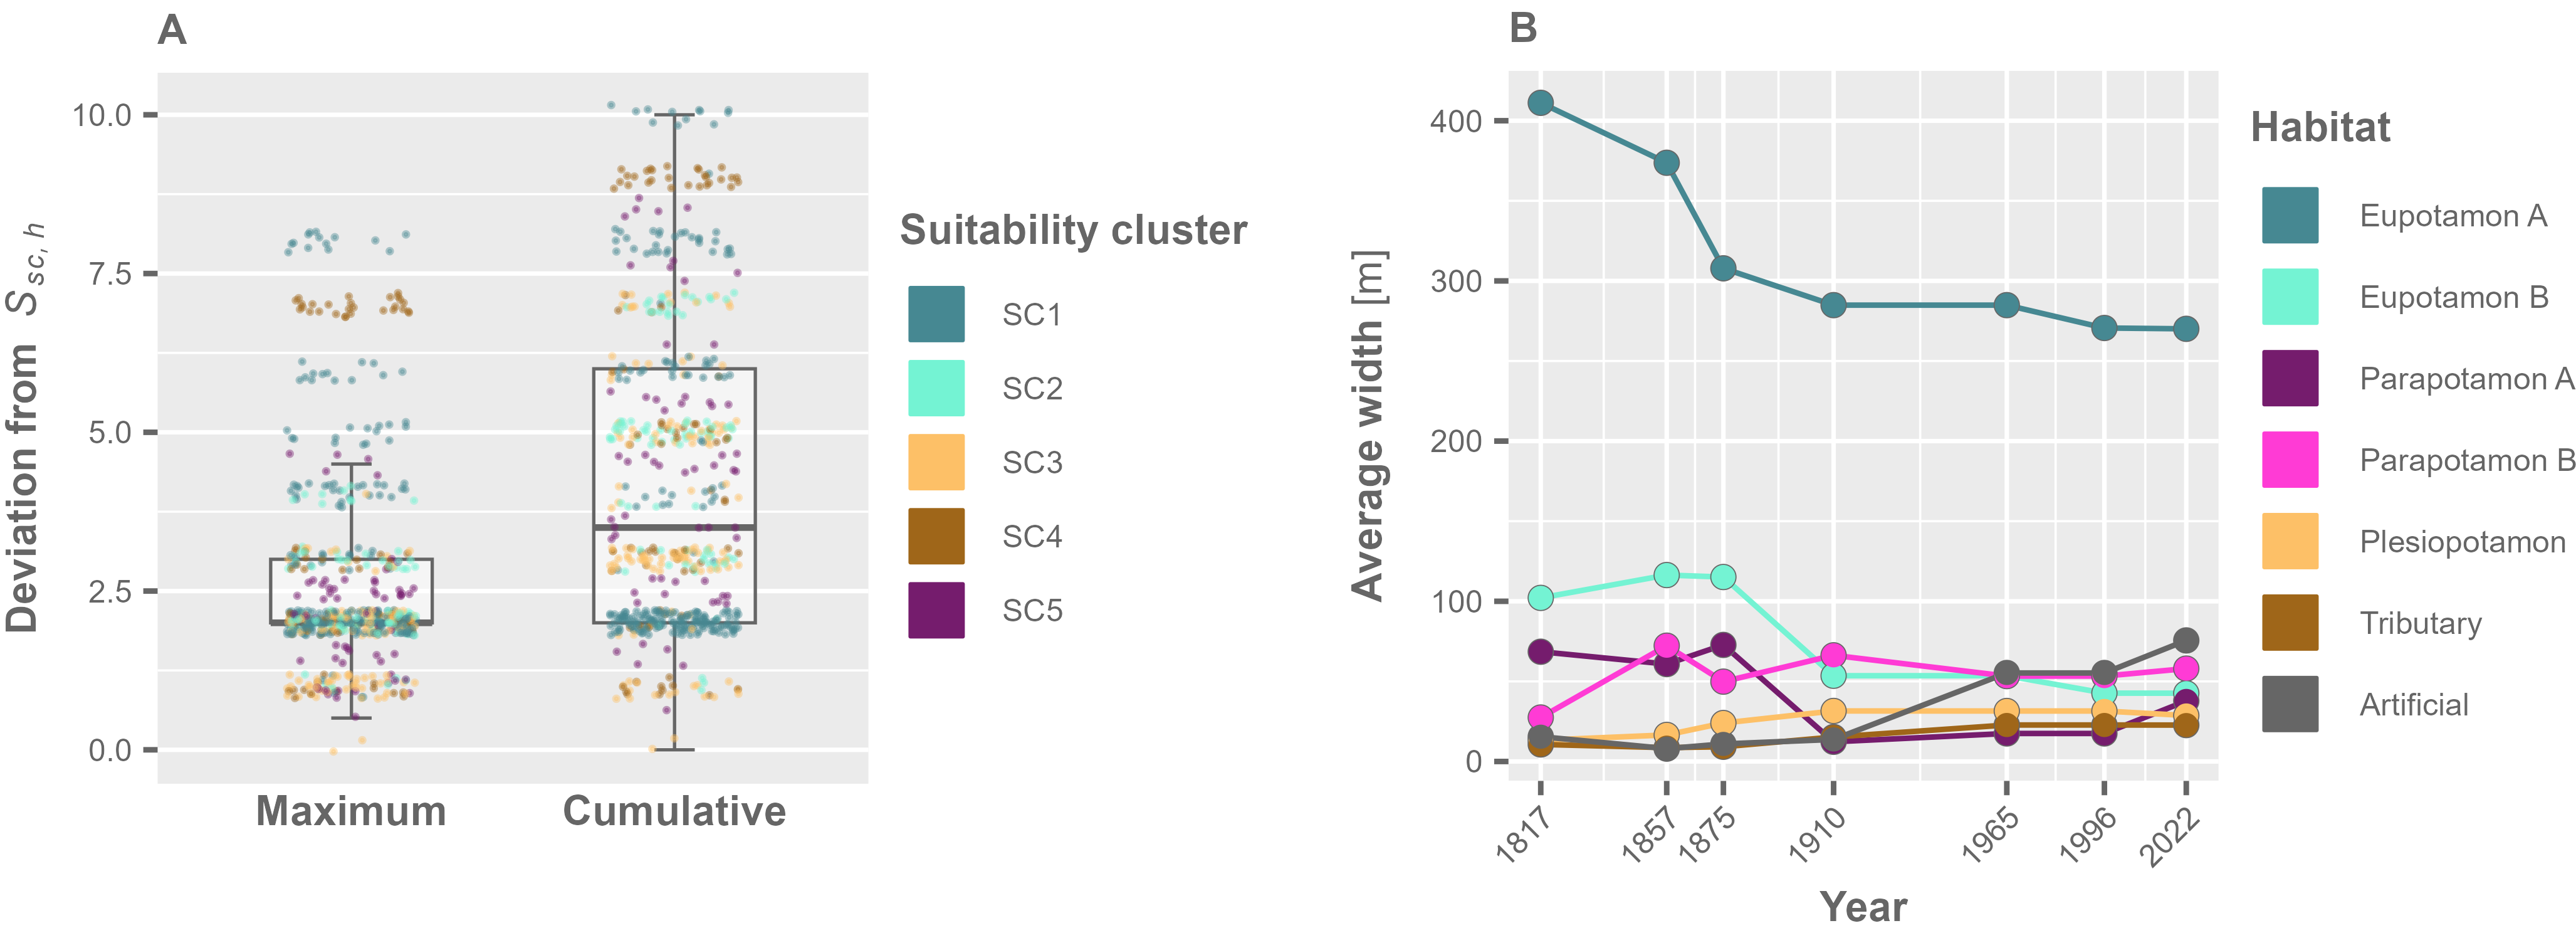 A
Deviation from S sc, h
10.0
7.5
5.0
2.5
0.0
Maximum
Cumulative
Suitability cluster
SC1
SC2
SC3
SC4
SC5
B
Average width [m]
400
300
200
100
0
1817
1857
1875
1910
1965
1996
2022
Year
Habitat
Eupotamon A
Eupotamon B
Parapotamon A
Parapotamon B
Plesiopotamon
Tributary
Artificial